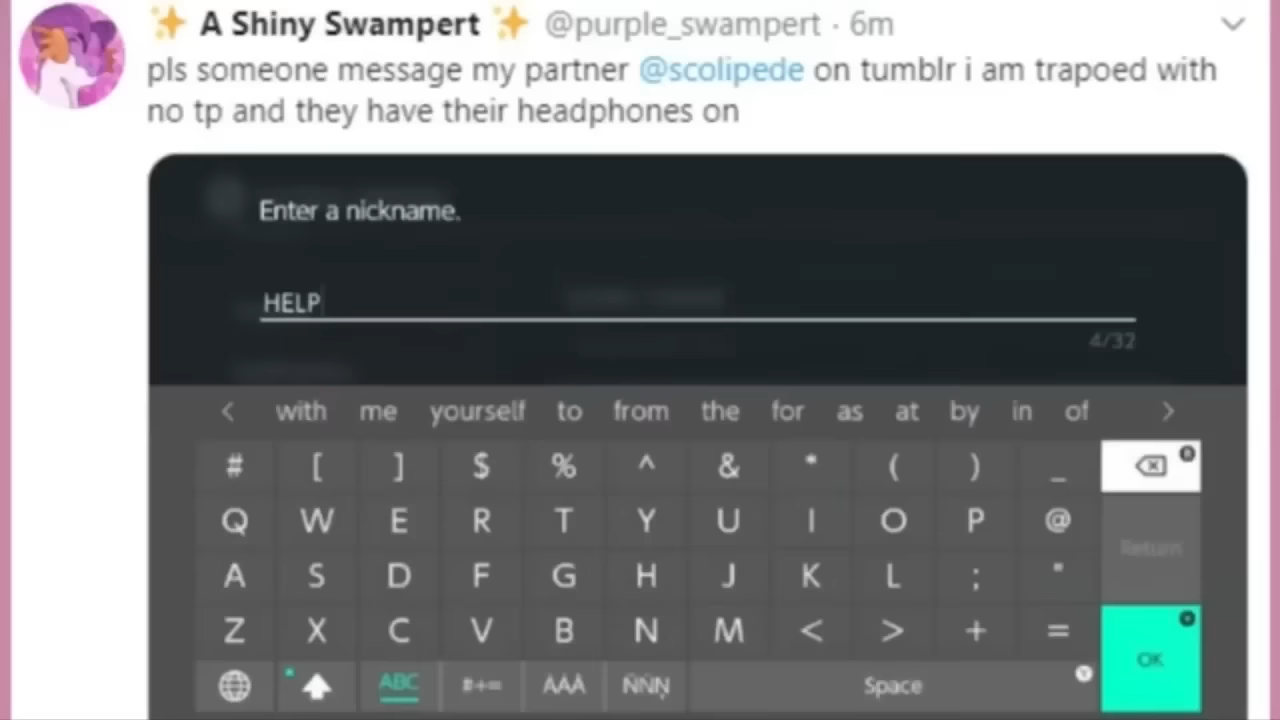 ✨ A Shiny Swampert ✨ @purple_swampert · 6m
pls someone message my partner @scolipede on tumblr i am trapoed with
no tp and they have their headphones on
Enter a nickname.
HELP
4/32
< with me yourself to from the for as at by in of >
# [ ] $ % ^ & * ( ) _
Q W E R T Y U I O P @
Return
A S D F G H J K L ; "
Z X C V B N M < > + =
OK
ABC #+= ÀÁÂ Space